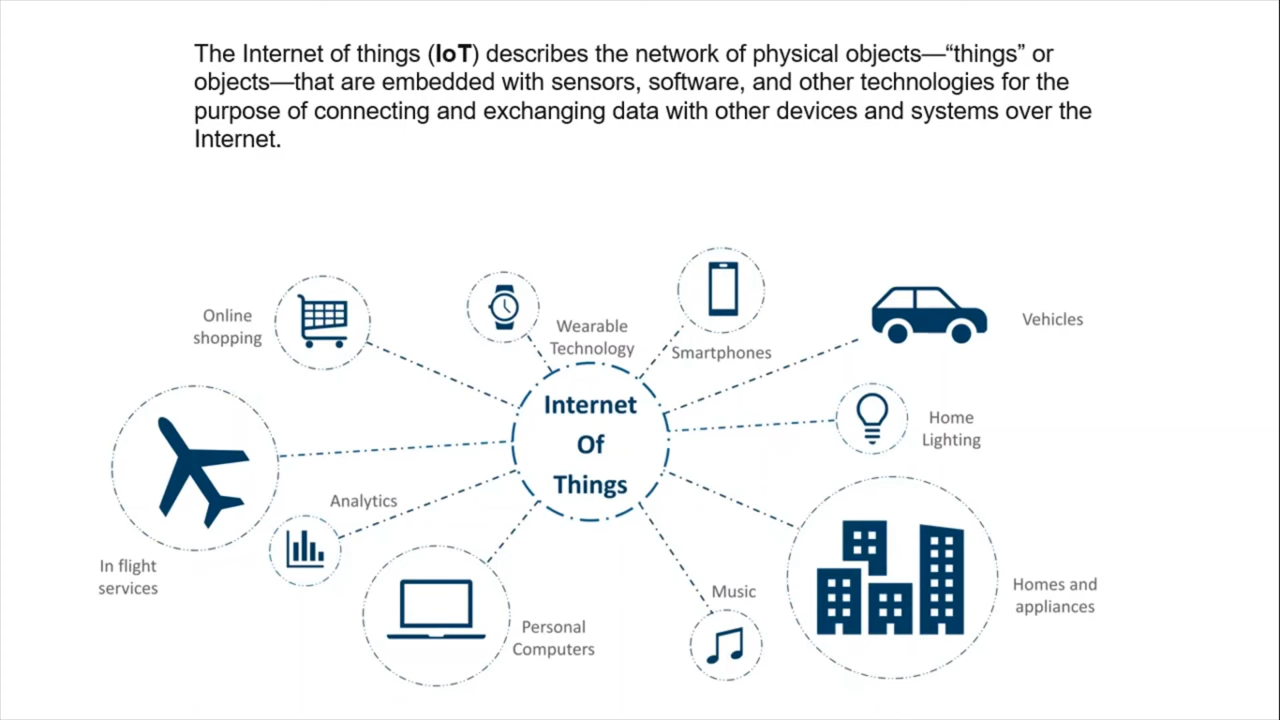 The Internet of things (IoT) describes the network of physical objects—“things” or
objects—that are embedded with sensors, software, and other technologies for the
purpose of connecting and exchanging data with other devices and systems over the
Internet.
Online
shopping
Wearable
Technology
Smartphones
Vehicles
Internet
Of
Things
Home
Lighting
In flight
services
Analytics
Personal
Computers
Music
Homes and
appliances